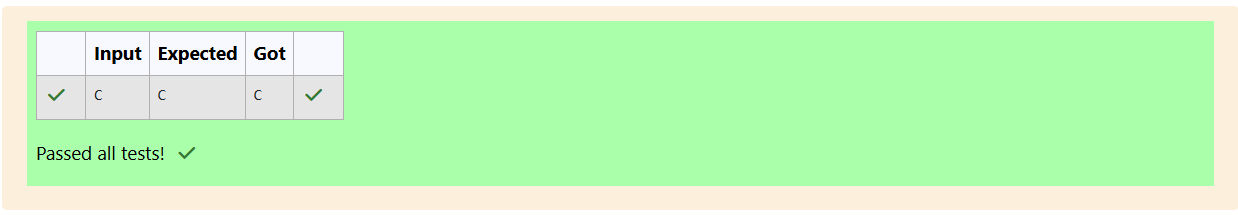 Input Expected Got
C C C
Passed all tests!